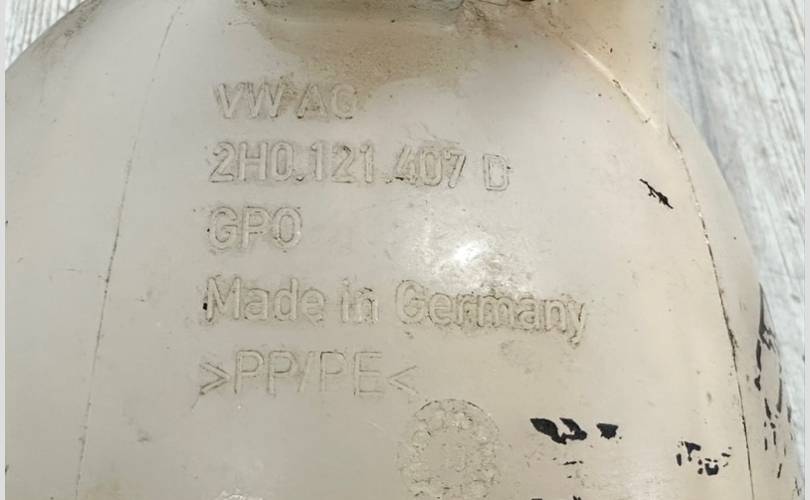 VW AG
2H0.121.407 D
GPO
Made in Germany
>PP/PE<